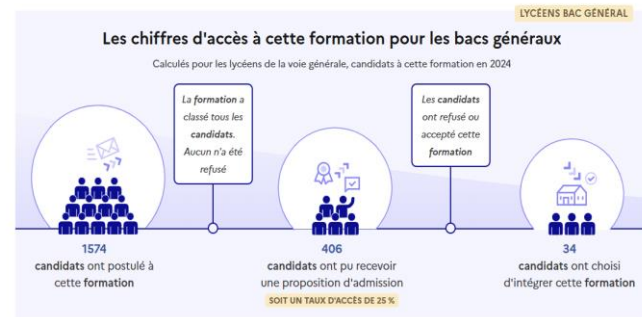 LYCÉENS BAC GÉNÉRAL
Les chiffres d'accès à cette formation pour les bacs généraux
Calculés pour les lycéens de la voie générale, candidats à cette formation en 2024
La formation a
classé tous les
candidats.
Aucun n'a été
refusé
Les candidats
ont refusé ou
accepté cette
formation
1574
candidats ont postulé à
cette formation
406
candidats ont pu recevoir
une proposition d'admission
SOIT UN TAUX D'ACCÈS DE 25 %
34
candidats ont choisi
d'intégrer cette formation